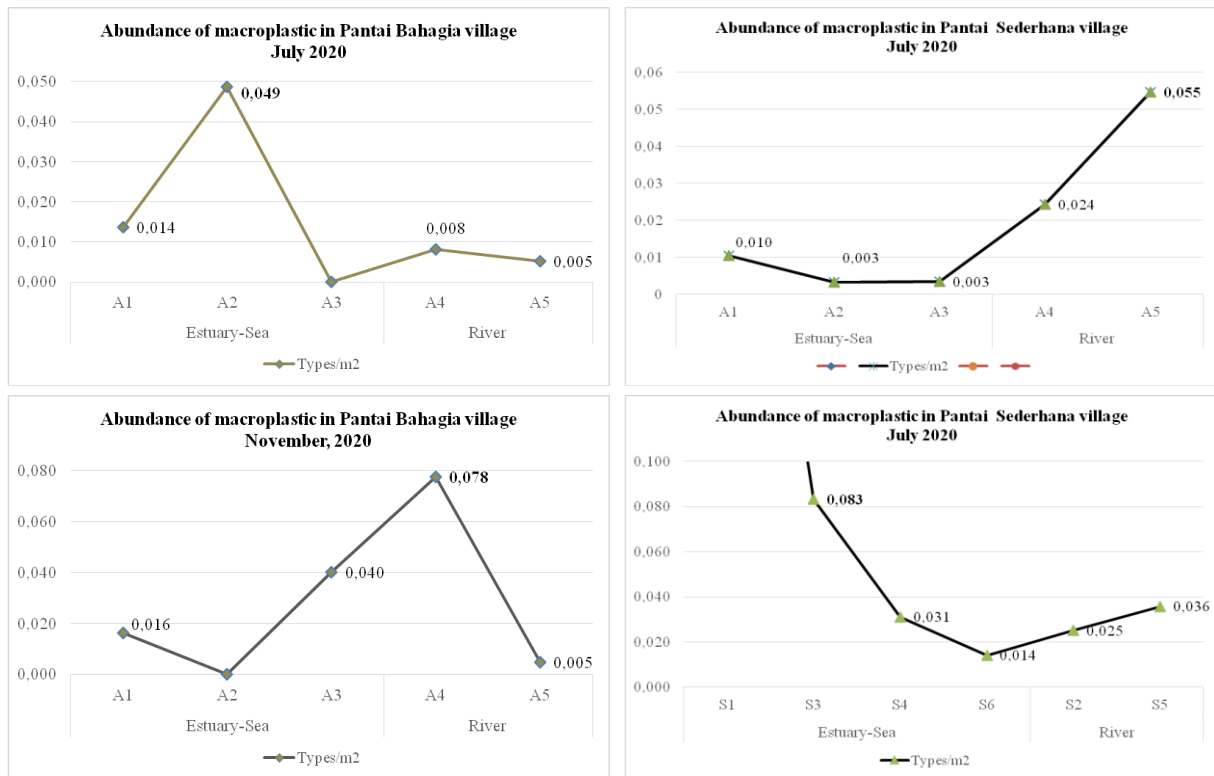 Abundance of macroplastic in Pantai Bahagia village
July 2020
0,050
0,040
0,030
0,020
0,010
0,000
0,014
0,049
0,008
0,005
A1 A2 A3 A4 A5
Estuary-Sea River
Types/m2
Abundance of macroplastic in Pantai Sederhana village
July 2020
0,06
0,05
0,04
0,03
0,02
0,01
0
0,010
0,003
0,003
0,024
0,055
A1 A2 A3 A4 A5
Estuary-Sea River
Types/m2
Abundance of macroplastic in Pantai Bahagia village
November, 2020
0,080
0,060
0,040
0,020
0,000
0,016
0,040
0,078
0,005
A1 A2 A3 A4 A5
Estuary-Sea River
Types/m2
Abundance of macroplastic in Pantai Sederhana village
July 2020
0,100
0,080
0,060
0,040
0,020
0,000
0,083
0,031
0,014
0,025
0,036
S1 S3 S4 S6 S2 S5
Estuary-Sea River
Types/m2